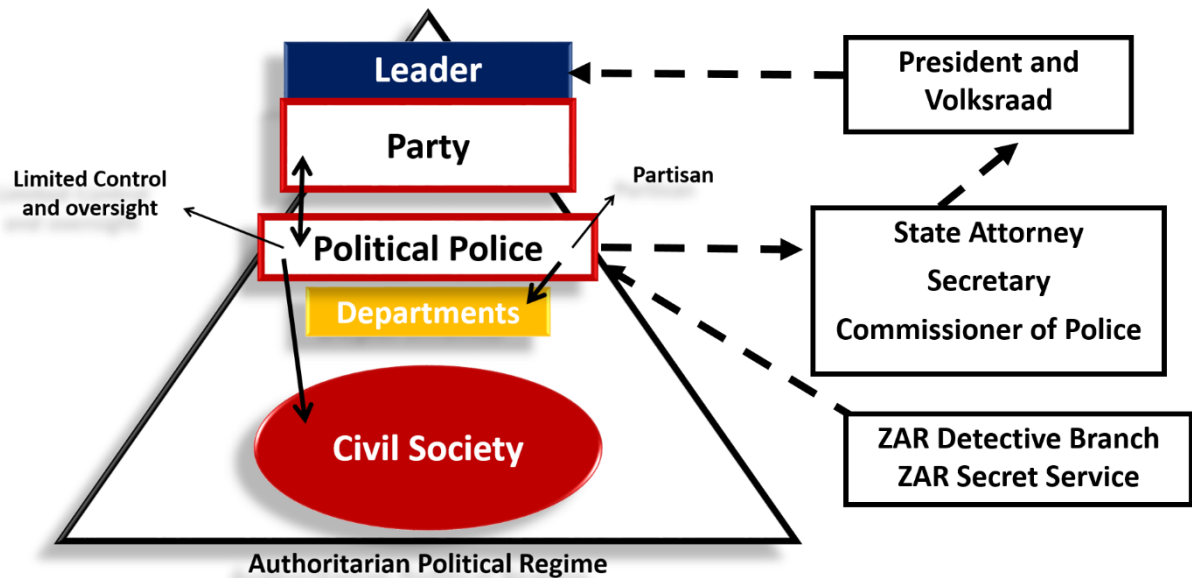 Leader
Party
Limited Control
and oversight
Partisan
Political Police
Departments
Civil Society
Authoritarian Political Regime
President and
Volksraad
State Attorney
Secretary
Commissioner of Police
ZAR Detective Branch
ZAR Secret Service